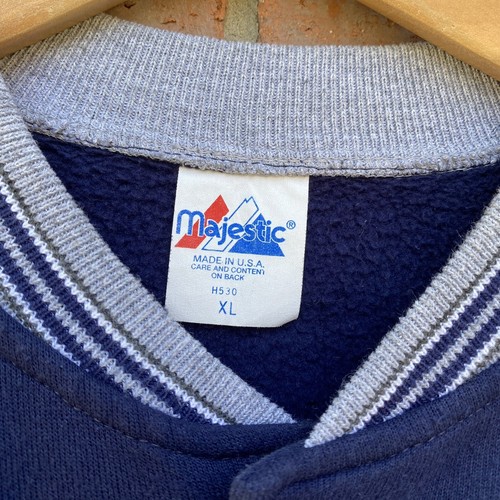 Majestic®
MADE IN U.S.A.
CARE AND CONTENT
ON BACK
H530
XL